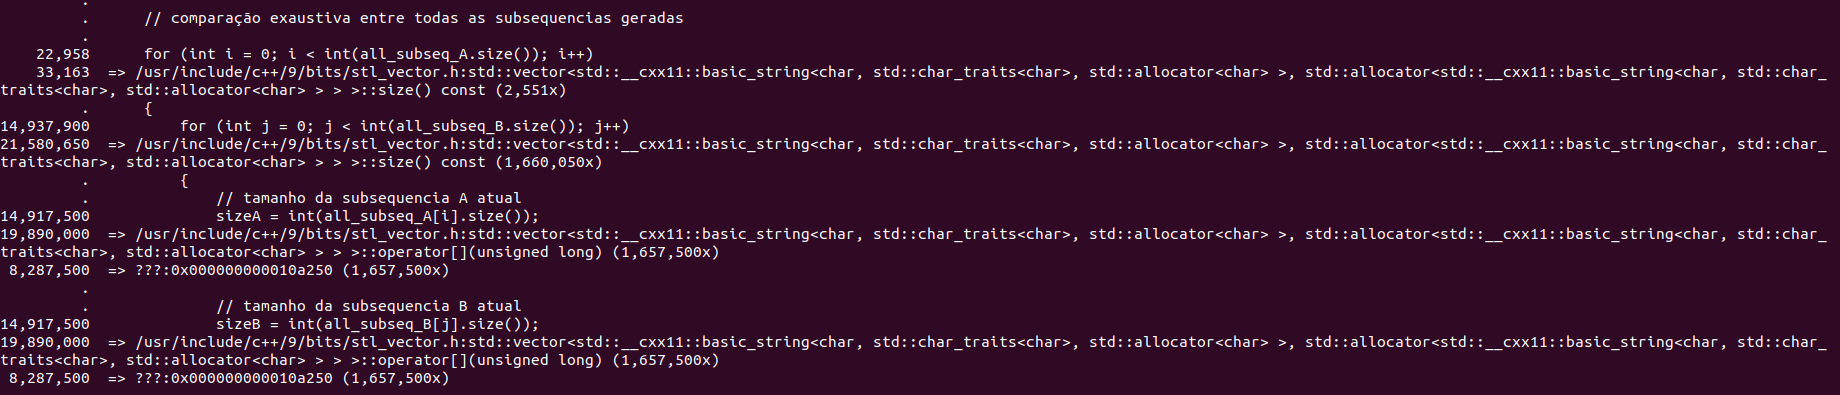 .
.      // comparação exaustiva entre todas as subsequencias geradas
.
22,958      for (int i = 0; i < int(all_subseq_A.size()); i++)
33,163  => /usr/include/c++/9/bits/stl_vector.h:std::vector<std::__cxx11::basic_string<char, std::char_traits<char>, std::allocator<char> >, std::allocator<std::__cxx11::basic_string<char, std::char_
traits<char>, std::allocator<char> > > >::size() const (2,551x)
.      {
14,937,900          for (int j = 0; j < int(all_subseq_B.size()); j++)
21,580,650  => /usr/include/c++/9/bits/stl_vector.h:std::vector<std::__cxx11::basic_string<char, std::char_traits<char>, std::allocator<char> >, std::allocator<std::__cxx11::basic_string<char, std::char_
traits<char>, std::allocator<char> > > >::size() const (1,660,050x)
.          {
.              // tamanho da subsequencia A atual
14,917,500              sizeA = int(all_subseq_A[i].size());
19,890,000  => /usr/include/c++/9/bits/stl_vector.h:std::vector<std::__cxx11::basic_string<char, std::char_traits<char>, std::allocator<char> >, std::allocator<std::__cxx11::basic_string<char, std::char_
traits<char>, std::allocator<char> > > >::operator[](unsigned long) (1,657,500x)
8,287,500  => ???:0x000000000010a250 (1,657,500x)
.
.              // tamanho da subsequencia B atual
14,917,500              sizeB = int(all_subseq_B[j].size());
19,890,000  => /usr/include/c++/9/bits/stl_vector.h:std::vector<std::__cxx11::basic_string<char, std::char_traits<char>, std::allocator<char> >, std::allocator<std::__cxx11::basic_string<char, std::char_
traits<char>, std::allocator<char> > > >::operator[](unsigned long) (1,657,500x)
8,287,500  => ???:0x000000000010a250 (1,657,500x)